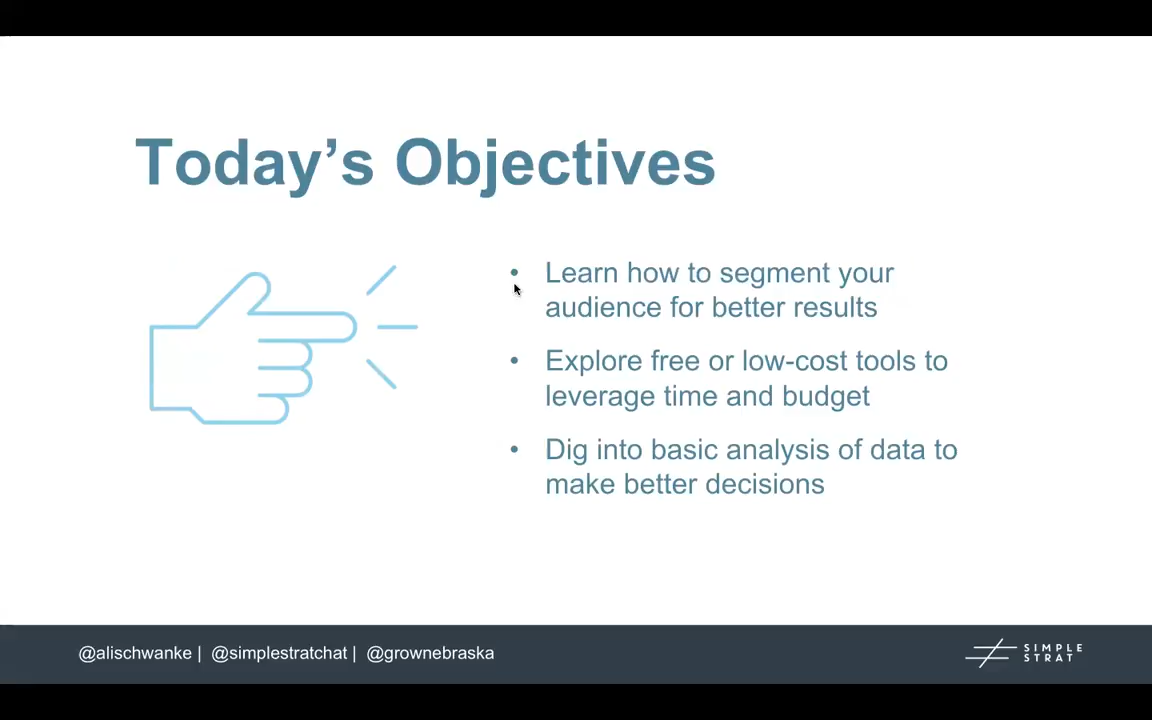 Today’s Objectives
• Learn how to segment your
audience for better results
• Explore free or low-cost tools to
leverage time and budget
• Dig into basic analysis of data to
make better decisions
@alischwanke | @simplestratchat | @grownebraska
SIMPLE
STRAT